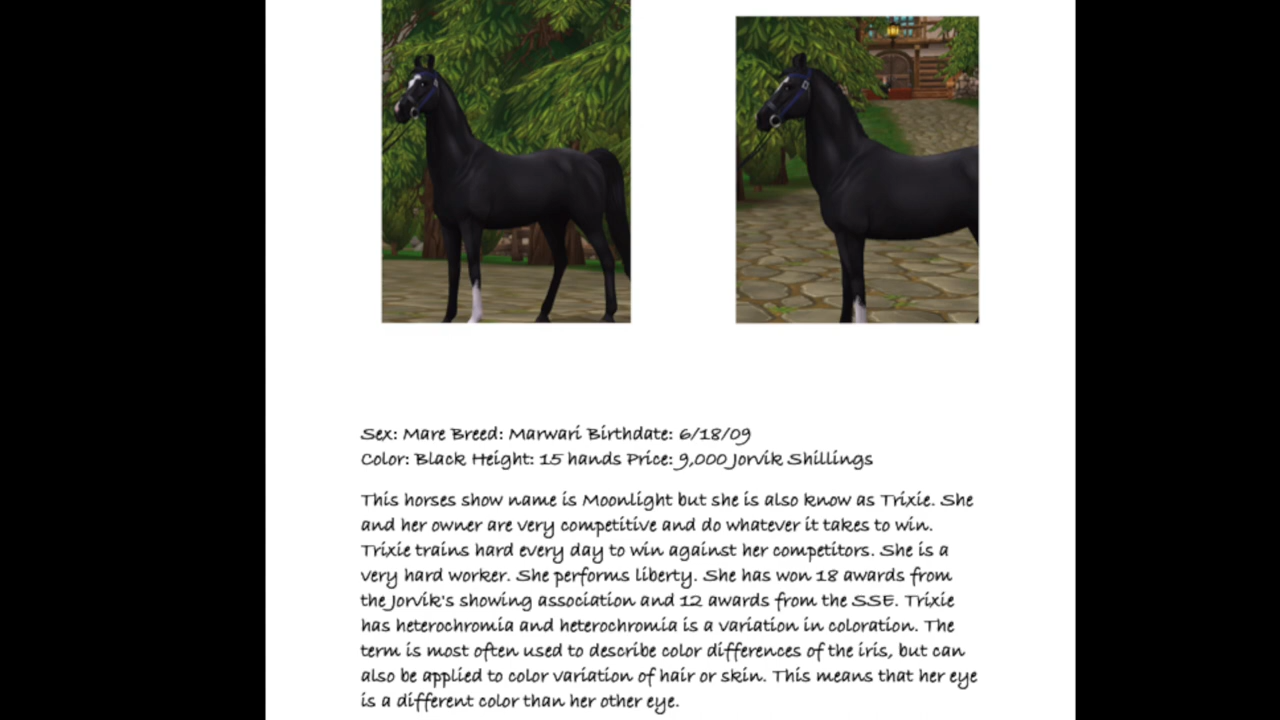 Sex: Mare Breed: Marwari Birthdate: 6/18/09
Color: Black Height: 15 hands Price: 9,000 Jorvik Shillings
This horses show name is Moonlight but she is also know as Trixie. She
and her owner are very competitive and do whatever it takes to win.
Trixie trains hard every day to win against her competitors. She is a
very hard worker. She performs liberty. She has won 18 awards from
the Jorvik's showing association and 12 awards from the SSE. Trixie
has heterochromia and heterochromia is a variation in coloration. The
term is most often used to describe color differences of the iris, but can
also be applied to color variation of hair or skin. This means that her eye
is a different color than her other eye.